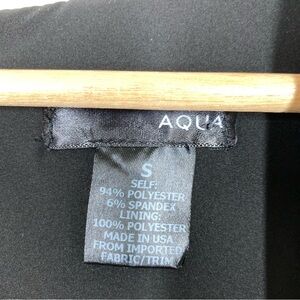 AQUA
S
SELF:
94% POLYESTER
6% SPANDEX
LINING:
100% POLYESTER
MADE IN USA
FROM IMPORTED
FABRIC/TRIM